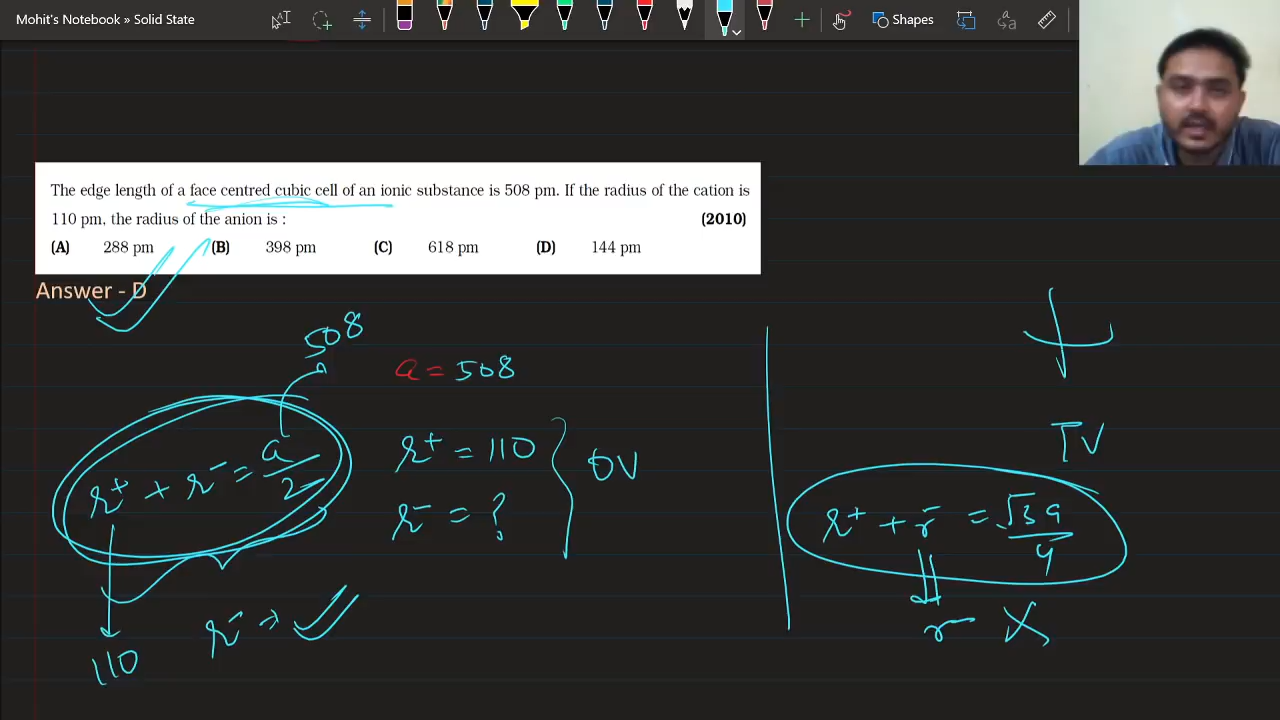 Mohit's Notebook » Solid State
Shapes
The edge length of a face centred cubic cell of an ionic substance is 508 pm. If the radius of the cation is
110 pm, the radius of the anion is :
(2010)
(A) 288 pm (B) 398 pm (C) 618 pm (D) 144 pm
Answer - D
508
a = 508
r⁺ + r⁻ = a/2
r⁺ = 110
r⁻ = ?
OV
110
r⁻ →
TV
r⁺ + r⁻ = √3a/4
r⁻